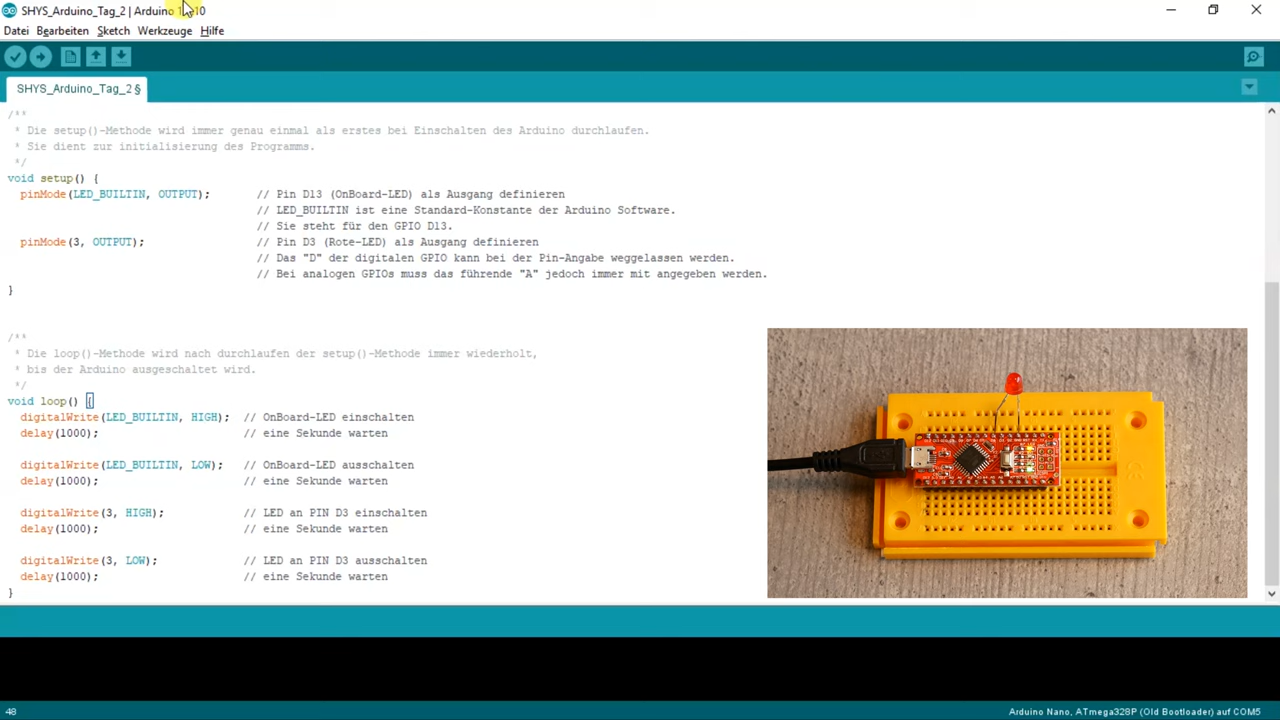 SHYS_Arduino_Tag_2 | Arduino 1 10
Datei Bearbeiten Sketch Werkzeuge Hilfe
SHYS_Arduino_Tag_2 §
/**
* Die setup()-Methode wird immer genau einmal als erstes bei Einschalten des Arduino durchlaufen.
* Sie dient zur initialisierung des Programms.
*/
void setup() {
pinMode(LED_BUILTIN, OUTPUT); // Pin D13 (OnBoard-LED) als Ausgang definieren
// LED_BUILTIN ist eine Standard-Konstante der Arduino Software.
// Sie steht für den GPIO D13.
pinMode(3, OUTPUT); // Pin D3 (Rote-LED) als Ausgang definieren
// Das "D" der digitalen GPIO kann bei der Pin-Angabe weggelassen werden.
// Bei analogen GPIOs muss das führende "A" jedoch immer mit angegeben werden.
}
/**
* Die loop()-Methode wird nach durchlaufen der setup()-Methode immer wiederholt,
* bis der Arduino ausgeschaltet wird.
*/
void loop() {
digitalWrite(LED_BUILTIN, HIGH); // OnBoard-LED einschalten
delay(1000); // eine Sekunde warten
digitalWrite(LED_BUILTIN, LOW); // OnBoard-LED ausschalten
delay(1000); // eine Sekunde warten
digitalWrite(3, HIGH); // LED an PIN D3 einschalten
delay(1000); // eine Sekunde warten
digitalWrite(3, LOW); // LED an PIN D3 ausschalten
delay(1000); // eine Sekunde warten
}
48
Arduino Nano, ATmega328P (Old Bootloader) auf COM5